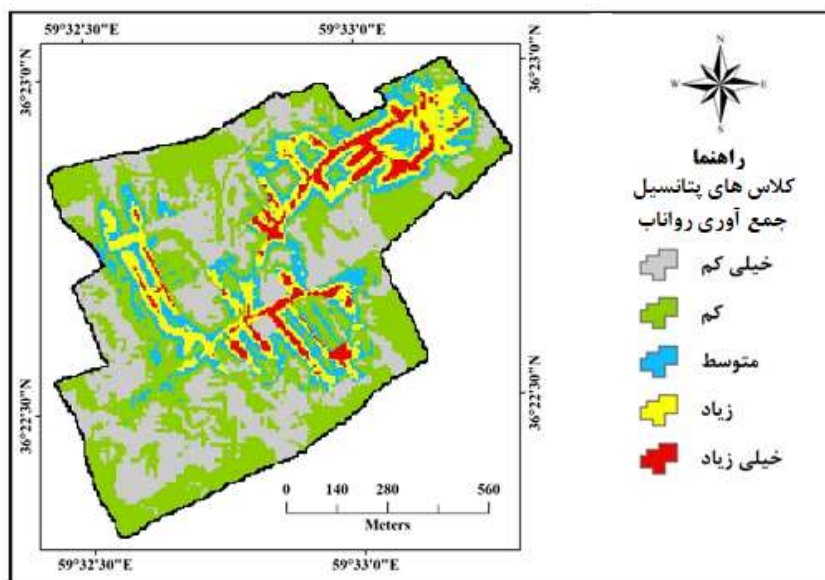 59°32'30"E 59°33'0"E
36°23'0"N 36°23'0"N
36°22'30"N 36°22'30"N
59°32'30"E 59°33'0"E
0 140 280 560
Meters
N
W E
S
راهنما
کلاس های پتانسیل
جمع آوری رواناب
خیلی کم
کم
متوسط
زیاد
خیلی زیاد